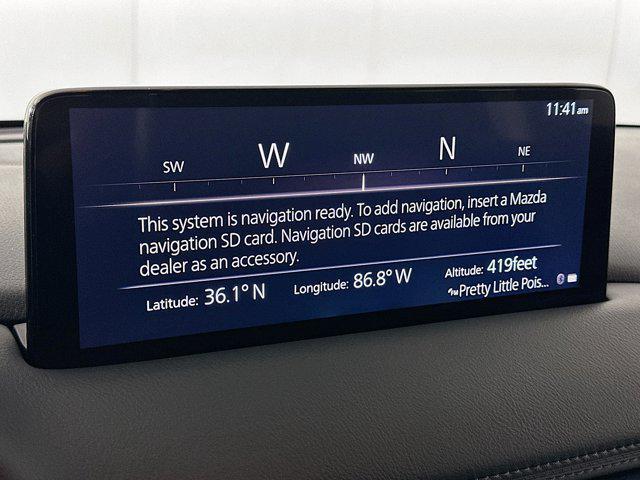 11:41 am
SW W NW N NE
This system is navigation ready. To add navigation, insert a Mazda
navigation SD card. Navigation SD cards are available from your
dealer as an accessory.
Latitude: 36.1° N Longitude: 86.8° W Altitude: 419feet
Pretty Little Pois...